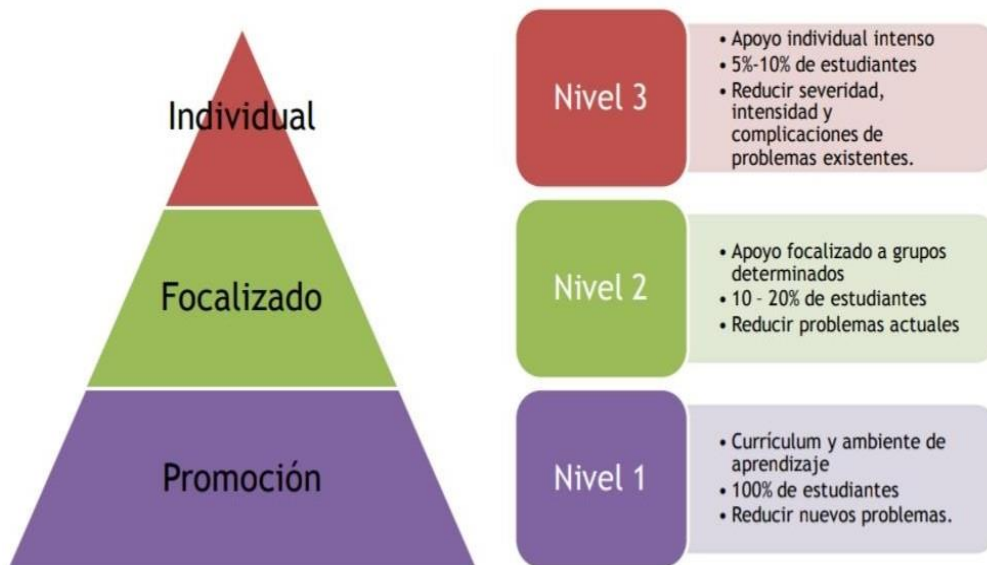 Individual
Focalizado
Promoción
Nivel 3
• Apoyo individual intenso
• 5%-10% de estudiantes
• Reducir severidad,
intensidad y
complicaciones de
problemas existentes.
Nivel 2
• Apoyo focalizado a grupos
determinados
• 10 - 20% de estudiantes
• Reducir problemas actuales
Nivel 1
• Currículum y ambiente de
aprendizaje
• 100% de estudiantes
• Reducir nuevos problemas.